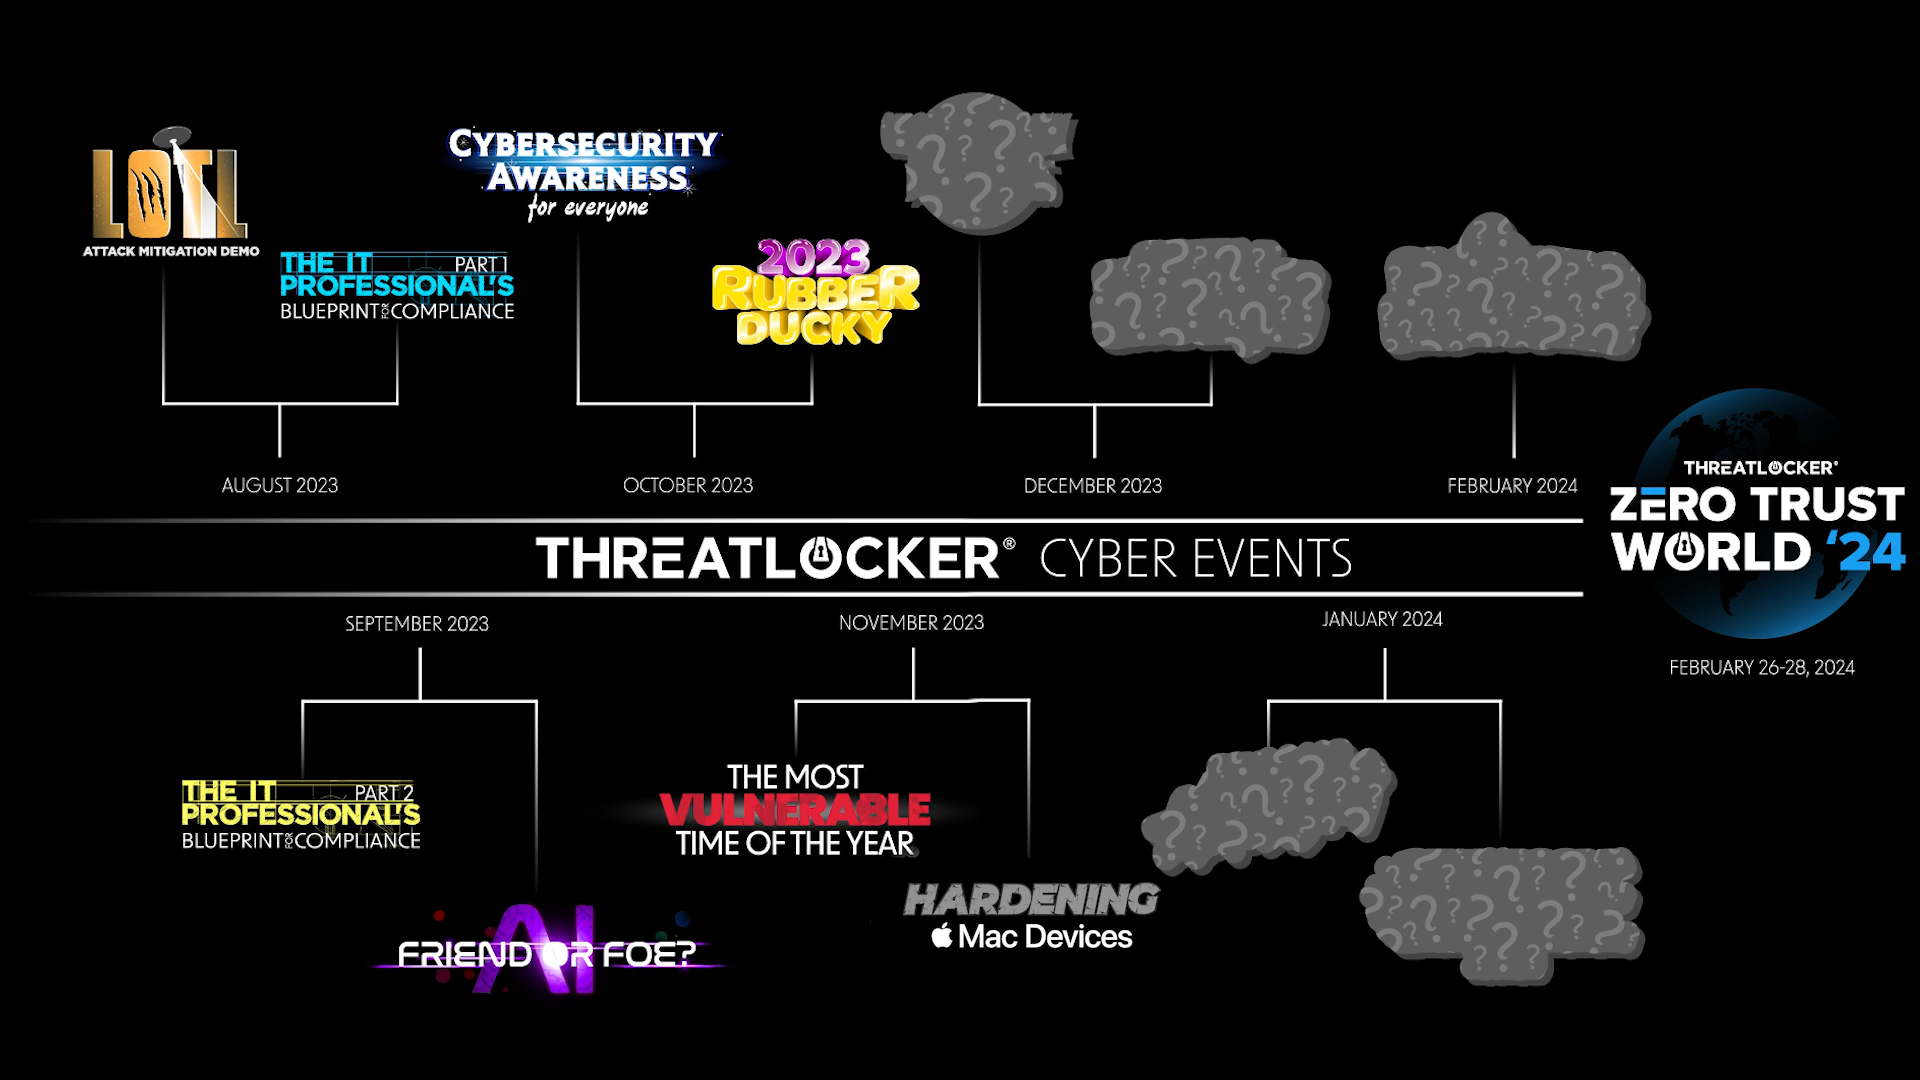 LOTL
ATTACK MITIGATION DEMO
THE IT PART 1
PROFESSIONAL'S
BLUEPRINT FOR COMPLIANCE
CYBERSECURITY
AWARENESS
for everyone
2023
RUBBER
DUCKY
AUGUST 2023
OCTOBER 2023
DECEMBER 2023
FEBRUARY 2024
THREATLOCKER® CYBER EVENTS
THREATLOCKER®
ZERO TRUST
WORLD '24
FEBRUARY 26-28, 2024
SEPTEMBER 2023
NOVEMBER 2023
JANUARY 2024
THE IT PART 2
PROFESSIONAL'S
BLUEPRINT FOR COMPLIANCE
AI
FRIEND OR FOE?
THE MOST
VULNERABLE
TIME OF THE YEAR
HARDENING
Mac Devices